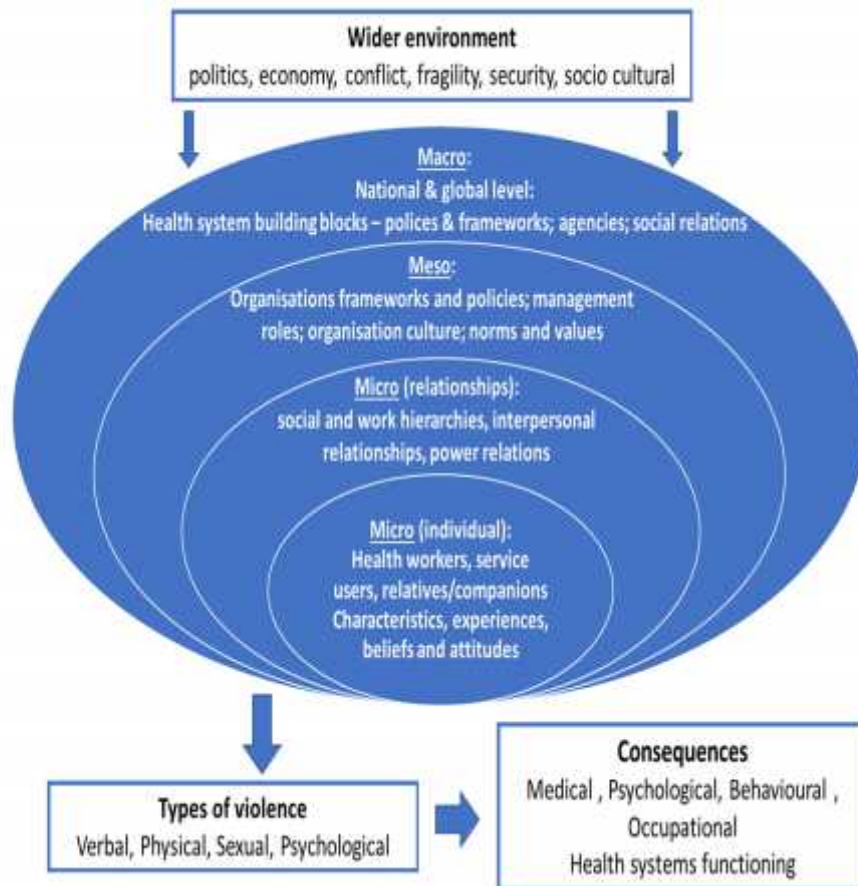 Wider environment
politics, economy, conflict, fragility, security, socio cultural
Macro:
National & global level:
Health system building blocks – polices & frameworks; agencies; social relations
Meso:
Organisations frameworks and policies; management
roles; organisation culture; norms and values
Micro (relationships):
social and work hierarchies, interpersonal
relationships, power relations
Micro (individual):
Health workers, service
users, relatives/companions
Characteristics, experiences,
beliefs and attitudes
Types of violence
Verbal, Physical, Sexual, Psychological
Consequences
Medical , Psychological, Behavioural ,
Occupational
Health systems functioning